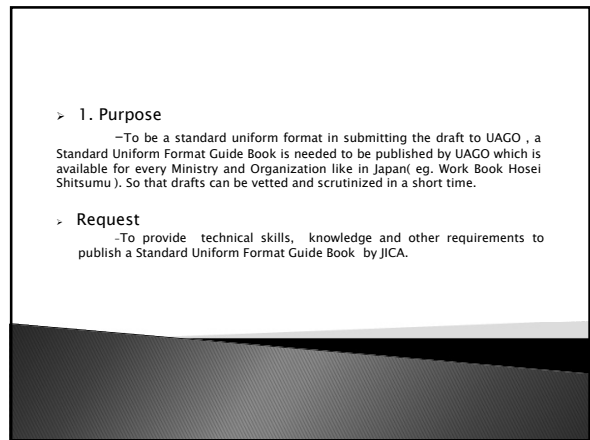 ➢ 1. Purpose
–To be a standard uniform format in submitting the draft to UAGO , a
Standard Uniform Format Guide Book is needed to be published by UAGO which is
available for every Ministry and Organization like in Japan( eg. Work Book Hosei
Shitsumu ). So that drafts can be vetted and scrutinized in a short time.
➢ Request
-To provide technical skills, knowledge and other requirements to
publish a Standard Uniform Format Guide Book by JICA.